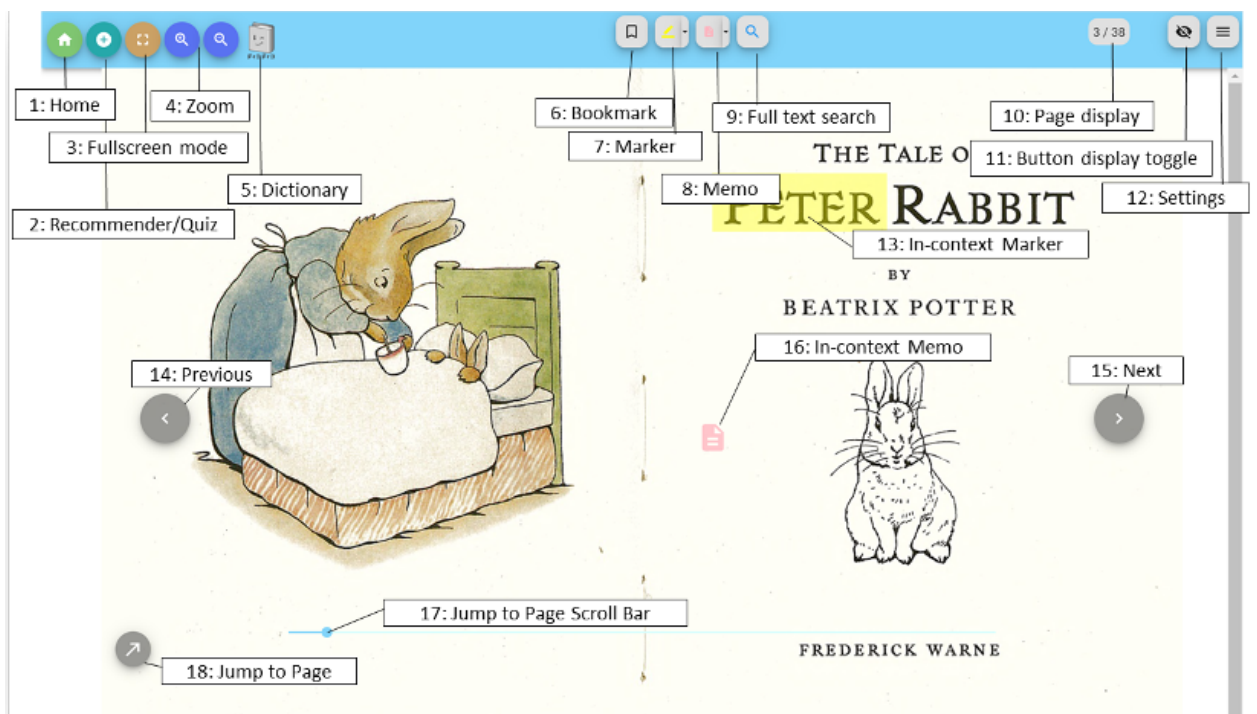 3 / 38
1: Home
4: Zoom
6: Bookmark
9: Full text search
10: Page display
3: Fullscreen mode
7: Marker
THE TALE O
11: Button display toggle
5: Dictionary
8: Memo
12: Settings
2: Recommender/Quiz
PETER RABBIT
13: In-context Marker
BY
BEATRIX POTTER
16: In-context Memo
14: Previous
15: Next
17: Jump to Page Scroll Bar
FREDERICK WARNE
18: Jump to Page